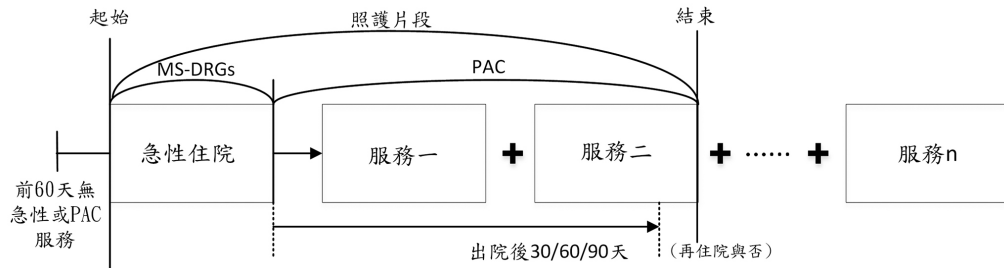 起始
照護片段
結束
MS-DRGs
PAC
急性住院
服務一
服務二
......
服務n
前60天無
急性或PAC
服務
出院後30/60/90天
(再住院與否)